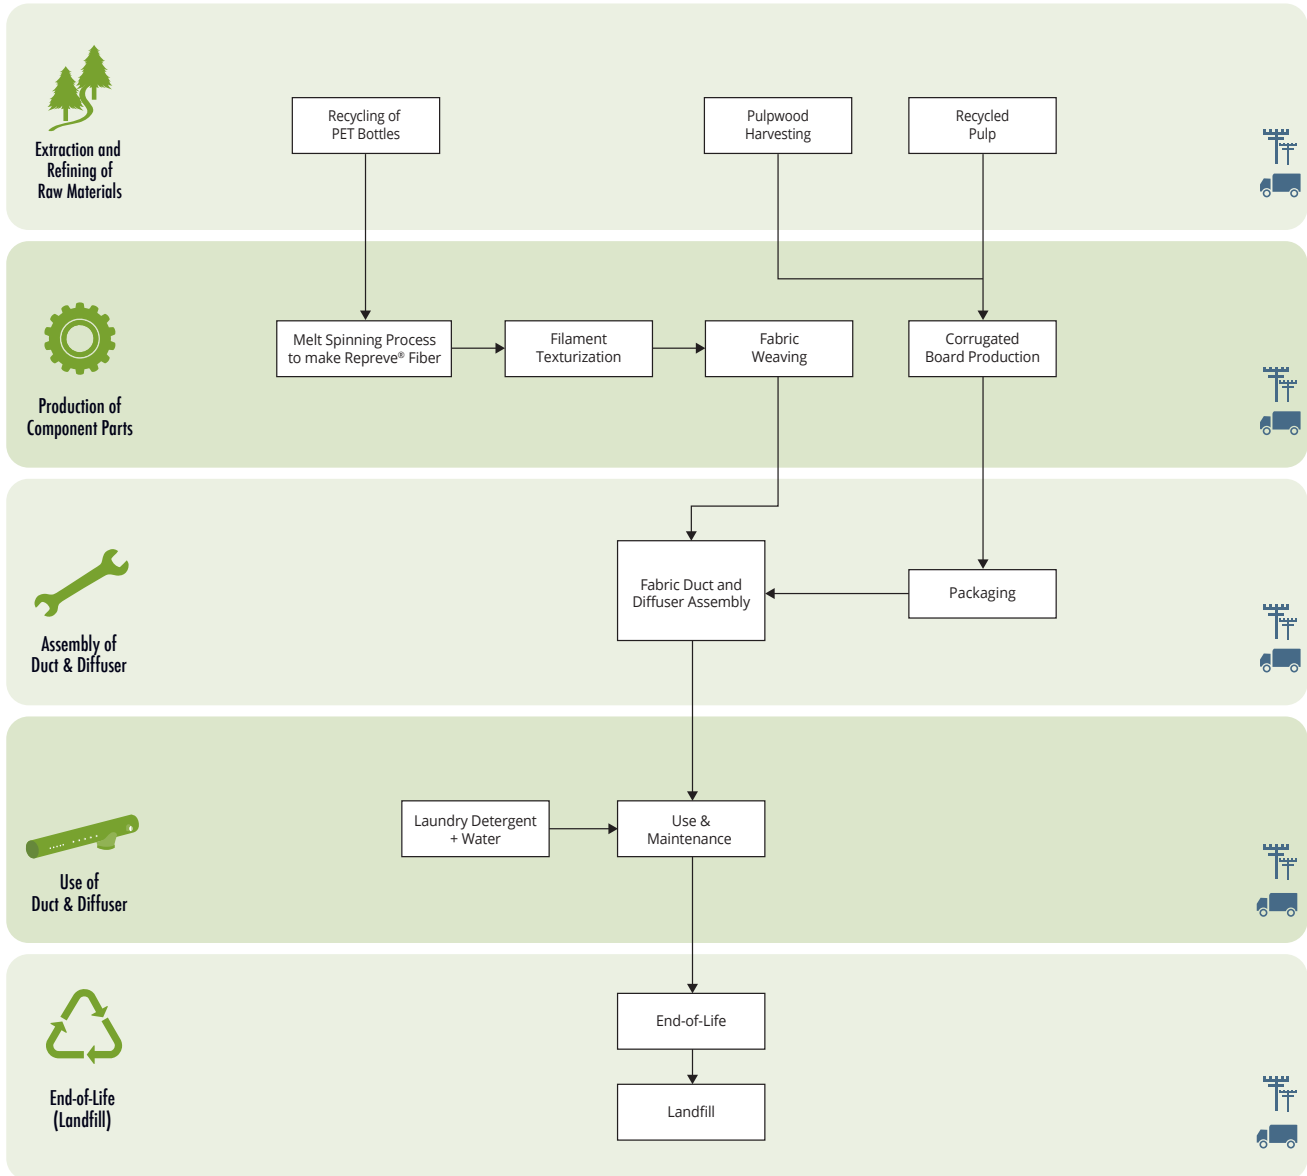 Extraction and
Refining of
Raw Materials
Recycling of
PET Bottles
Pulpwood
Harvesting
Recycled
Pulp
Production of
Component Parts
Melt Spinning Process
to make Repreve® Fiber
Filament
Texturization
Fabric
Weaving
Corrugated
Board Production
Assembly of
Duct & Diffuser
Fabric Duct and
Diffuser Assembly
Packaging
Use of
Duct & Diffuser
Laundry Detergent
+ Water
Use &
Maintenance
End-of-Life
(Landfill)
End-of-Life
Landfill